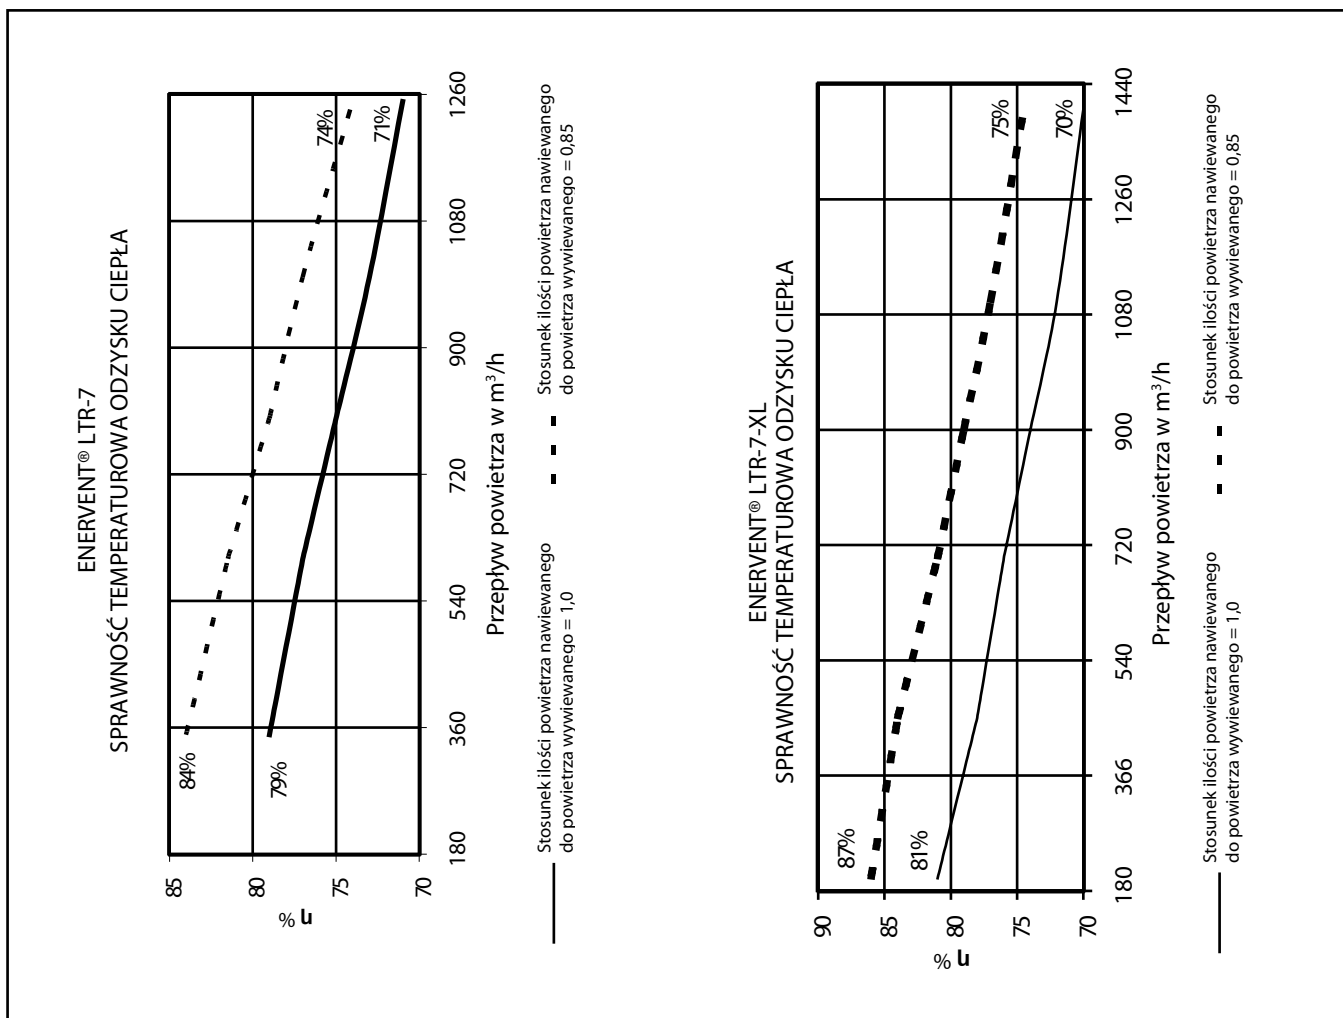 ENERVENT® LTR-7
SPRAWNOŚĆ TEMPERATUROWA ODZYSKU CIEPŁA
85
80
75
70
η %
84%
79%
74%
71%
180
360
540
720
900
1080
1260
Przepływ powietrza w m³/h
Stosunek ilości powietrza nawiewanego
do powietrza wywiewanego = 1,0
Stosunek ilości powietrza nawiewanego
do powietrza wywiewanego = 0,85
ENERVENT® LTR-7-XL
SPRAWNOŚĆ TEMPERATUROWA ODZYSKU CIEPŁA
90
85
80
75
70
η %
87%
81%
75%
70%
180
366
540
720
900
1080
1260
1440
Przepływ powietrza w m³/h
Stosunek ilości powietrza nawiewanego
do powietrza wywiewanego = 1,0
Stosunek ilości powietrza nawiewanego
do powietrza wywiewanego = 0,85